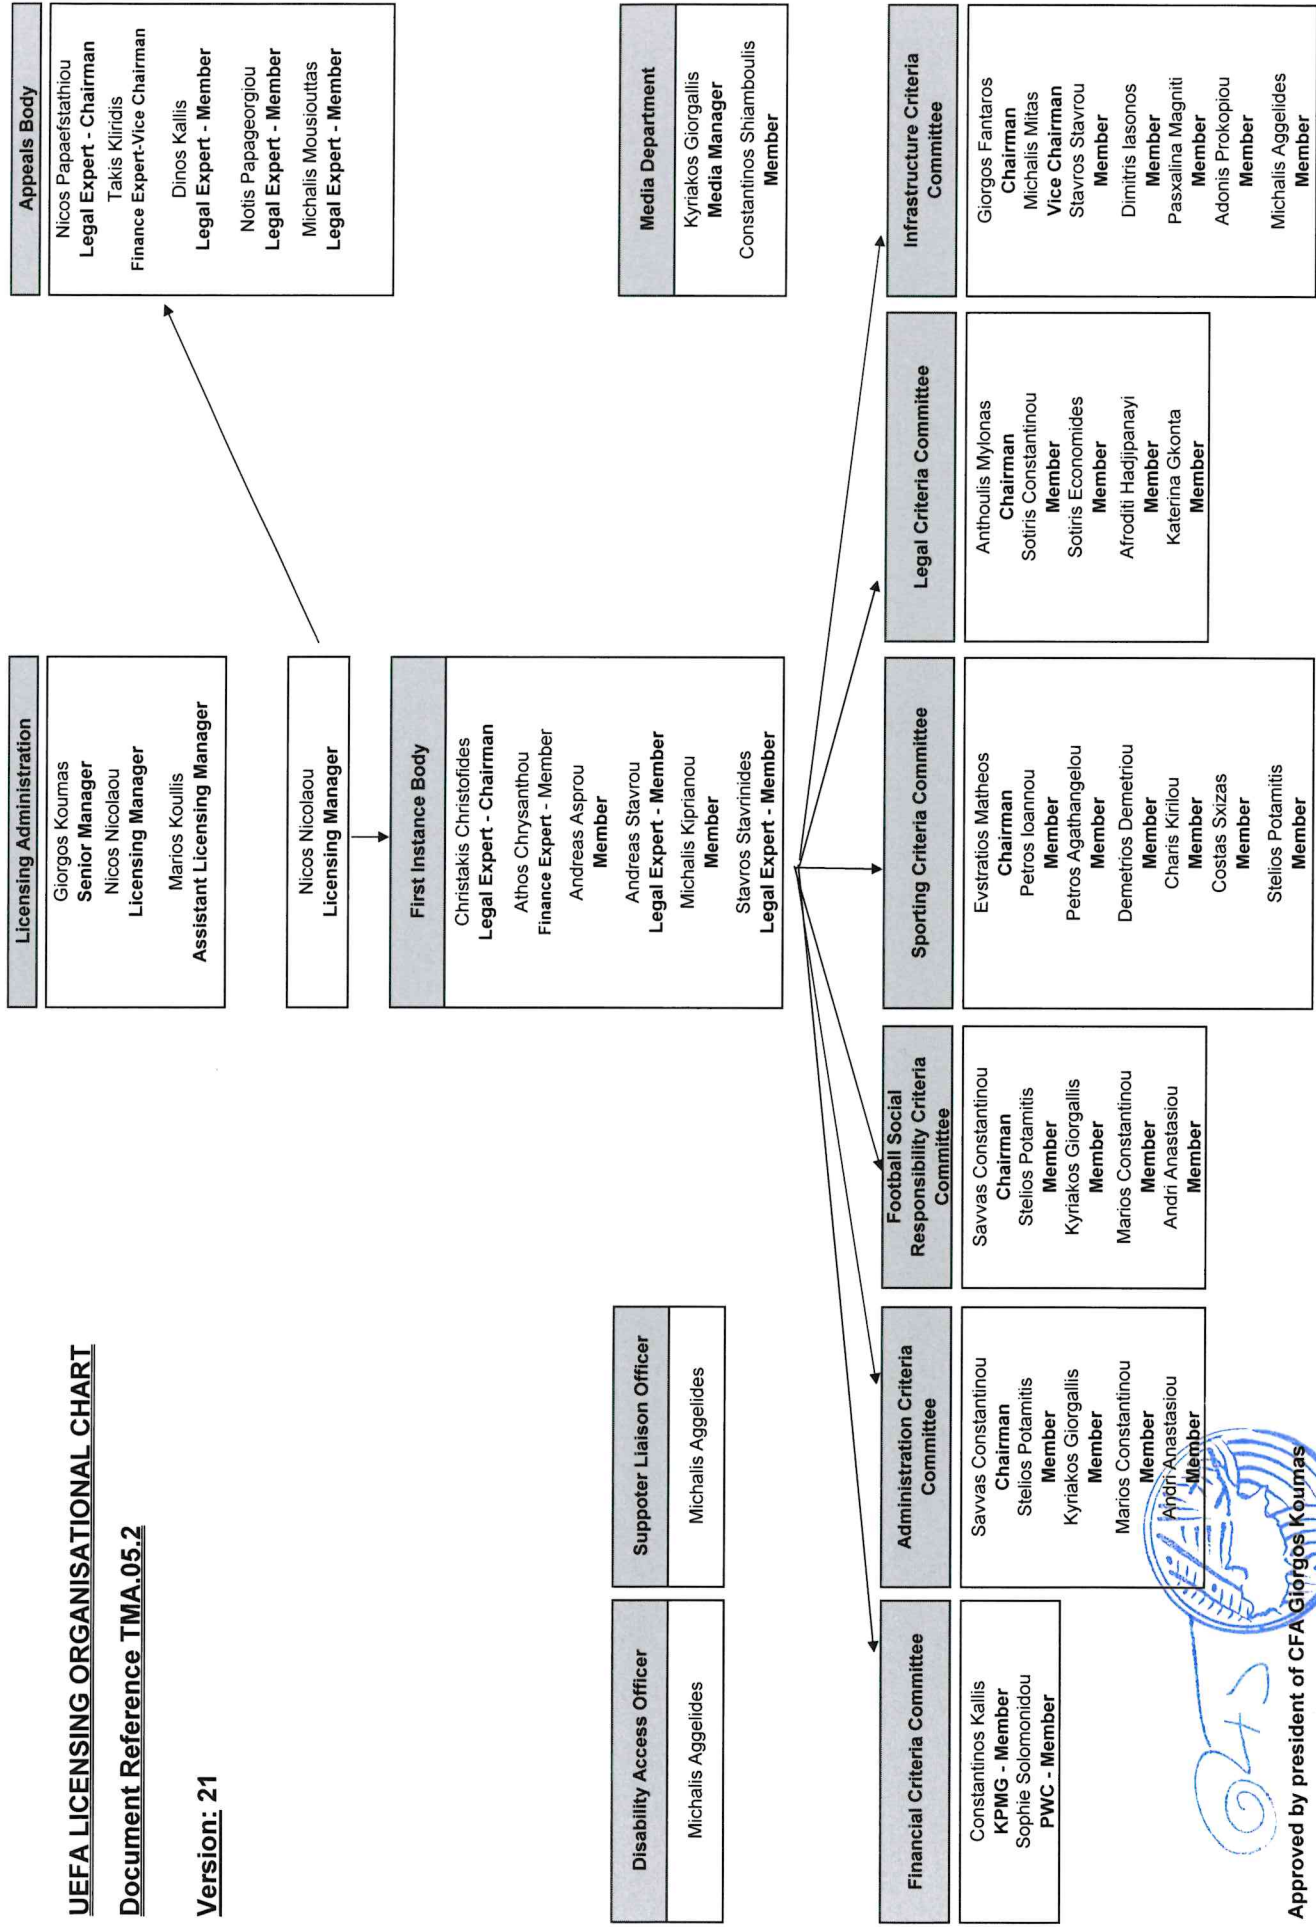 UEFA LICENSING ORGANISATIONAL CHART
Document Reference TMA.05.2
Version: 21
Licensing Administration
Giorgos Koumas
Senior Manager
Nicos Nicolaou
Licensing Manager
Marios Koullis
Assistant Licensing Manager
Appeals Body
Nicos Papaefstathiou
Legal Expert - Chairman
Takis Kliridis
Finance Expert-Vice Chairman
Dinos Kallis
Legal Expert - Member
Notis Papageorgiou
Legal Expert - Member
Michalis Mousiouttas
Legal Expert - Member
Nicos Nicolaou
Licensing Manager
First Instance Body
Christakis Christofides
Legal Expert - Chairman
Athos Chrysanthou
Finance Expert - Member
Andreas Asprou
Member
Andreas Stavrou
Legal Expert - Member
Michalis Kiprianou
Member
Stavros Stavrinides
Legal Expert - Member
Disability Access Officer
Michalis Aggelides
Suppoter Liaison Officer
Michalis Aggelides
Media Department
Kyriakos Giorgallis
Media Manager
Constantinos Shiamboulis
Member
Financial Criteria Committee
Constantinos Kallis
KPMG - Member
Sophie Solomonidou
PWC - Member
Administration Criteria
Committee
Savvas Constantinou
Chairman
Stelios Potamitis
Member
Kyriakos Giorgallis
Member
Marios Constantinou
Member
Andri Anastasiou
Member
Football Social
Responsibility Criteria
Committee
Savvas Constantinou
Chairman
Stelios Potamitis
Member
Kyriakos Giorgallis
Member
Marios Constantinou
Member
Andri Anastasiou
Member
Sporting Criteria Committee
Evstratios Matheos
Chairman
Petros Ioannou
Member
Petros Agathangelou
Member
Demetrios Demetriou
Member
Charis Kirilou
Member
Costas Sxizas
Member
Stelios Potamitis
Member
Legal Criteria Committee
Anthoulis Mylonas
Chairman
Sotiris Constantinou
Member
Sotiris Economides
Member
Afroditi Hadjipanayi
Member
Katerina Gkonta
Member
Infrastructure Criteria
Committee
Giorgos Fantaros
Chairman
Michalis Mitas
Vice Chairman
Stavros Stavrou
Member
Dimitris Iasonos
Member
Pasxalina Magniti
Member
Adonis Prokopiou
Member
Michalis Aggelides
Member
Approved by president of CFA Giorgos Koumas